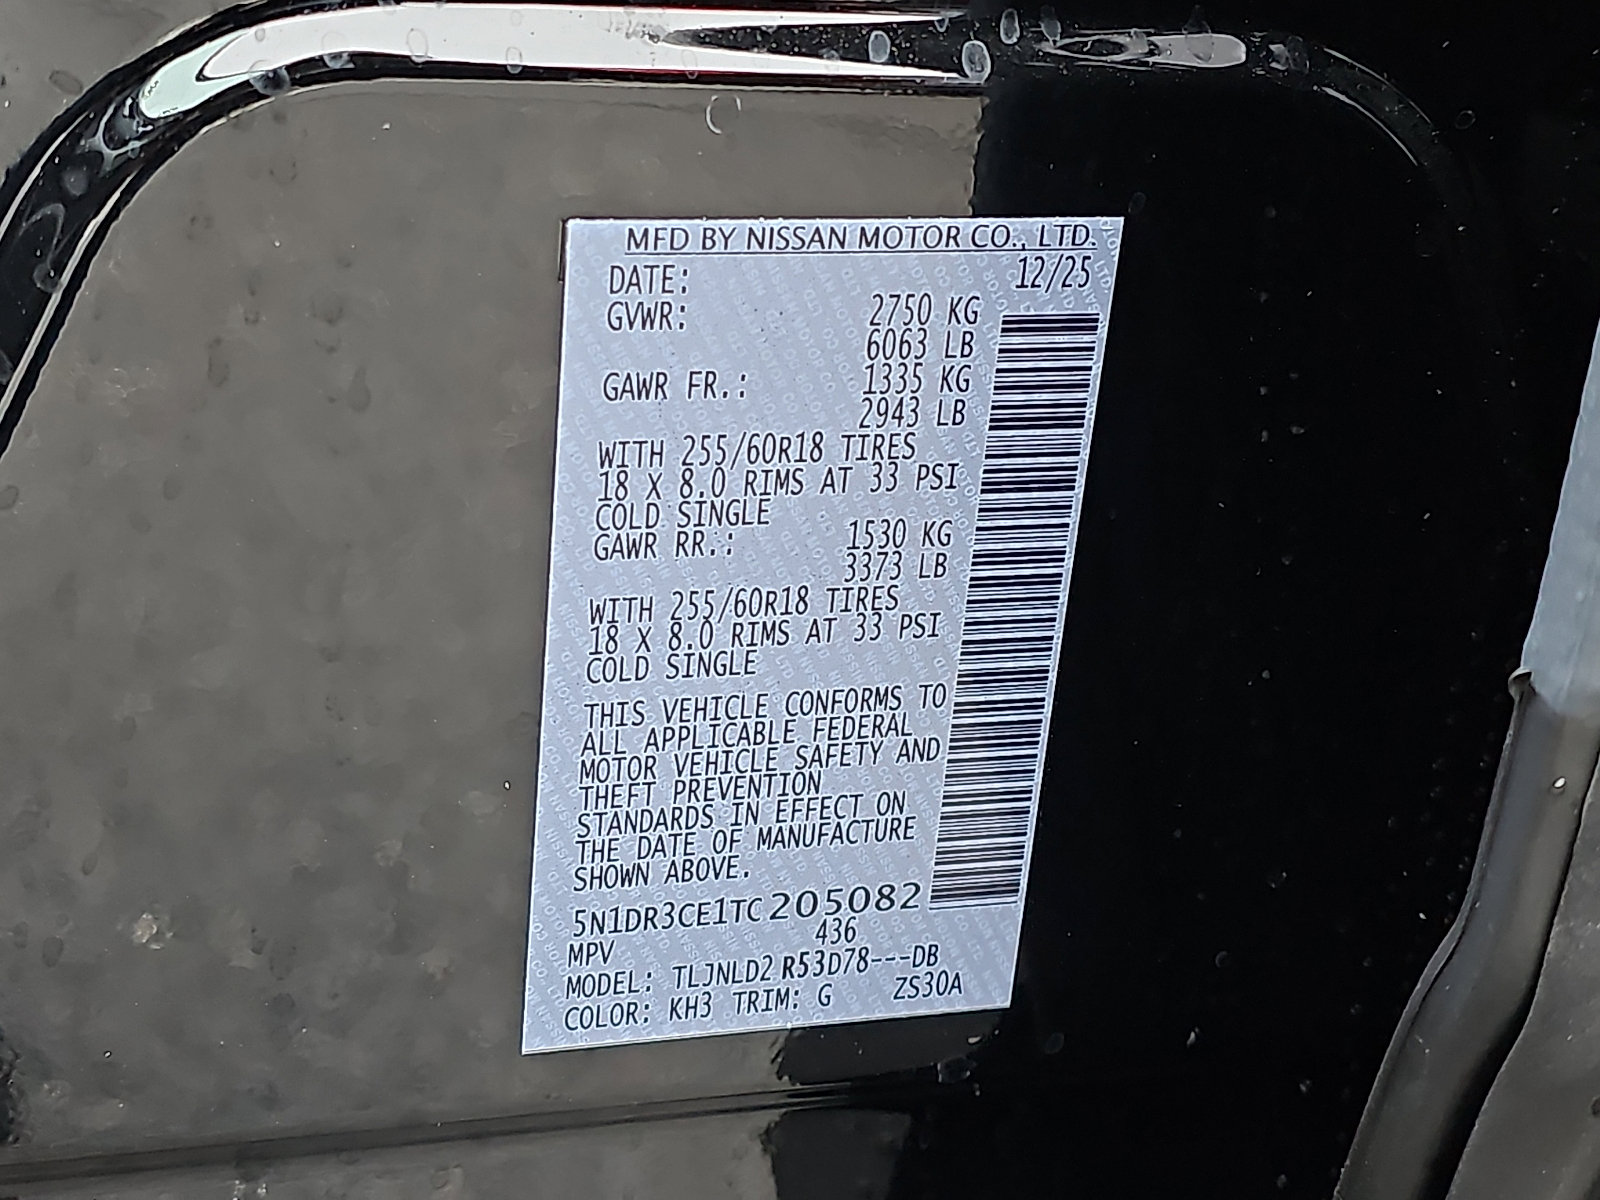 MFD BY NISSAN MOTOR CO., LTD.
DATE: 12/25
GVWR: 2750 KG
6063 LB
GAWR FR.: 1335 KG
2943 LB
WITH 255/60R18 TIRES
18 X 8.0 RIMS AT 33 PSI
COLD SINGLE
GAWR RR.: 1530 KG
3373 LB
WITH 255/60R18 TIRES
18 X 8.0 RIMS AT 33 PSI
COLD SINGLE
THIS VEHICLE CONFORMS TO
ALL APPLICABLE FEDERAL
MOTOR VEHICLE SAFETY AND
THEFT PREVENTION
STANDARDS IN EFFECT ON
THE DATE OF MANUFACTURE
SHOWN ABOVE.
5N1DR3CE1TC205082
436
MPV
MODEL: TLJNLD2 R53D78---DB
COLOR: KH3 TRIM: G ZS30A